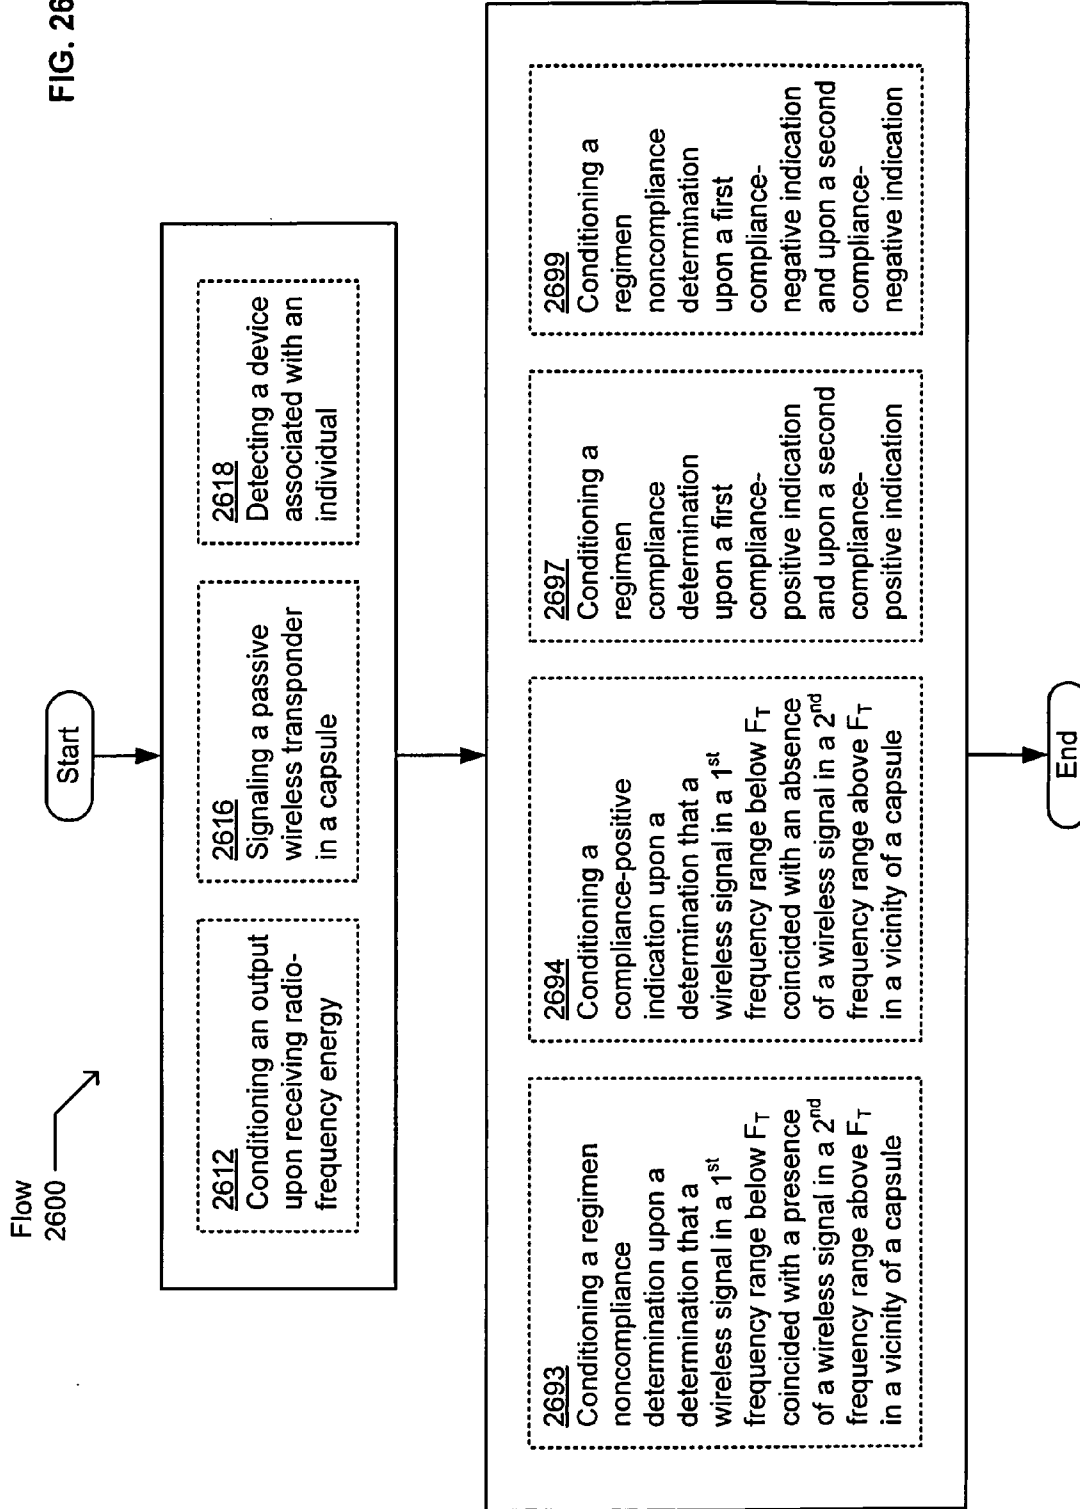 FIG. 26
Flow
2600
Start
2612
Conditioning an output
upon receiving radio-
frequency energy
2616
Signaling a passive
wireless transponder
in a capsule
2618
Detecting a device
associated with an
individual
2693
Conditioning a regimen
noncompliance
determination upon a
determination that a
wireless signal in a 1st
frequency range below FT
coincided with a presence
of a wireless signal in a 2nd
frequency range above FT
in a vicinity of a capsule
2694
Conditioning a
compliance-positive
indication upon a
determination that a
wireless signal in a 1st
frequency range below FT
coincided with an absence
of a wireless signal in a 2nd
frequency range above FT
in a vicinity of a capsule
2697
Conditioning a
regimen
compliance
determination
upon a first
compliance-
positive indication
and upon a second
compliance-
positive indication
2699
Conditioning a
regimen
noncompliance
determination
upon a first
compliance-
negative indication
and upon a second
compliance-
negative indication
End